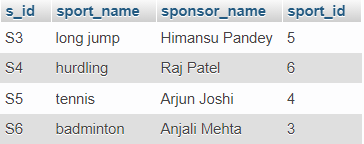 s_id sport_name sponsor_name sport_id
S3 long jump Himansu Pandey 5
S4 hurdling Raj Patel 6
S5 tennis Arjun Joshi 4
S6 badminton Anjali Mehta 3